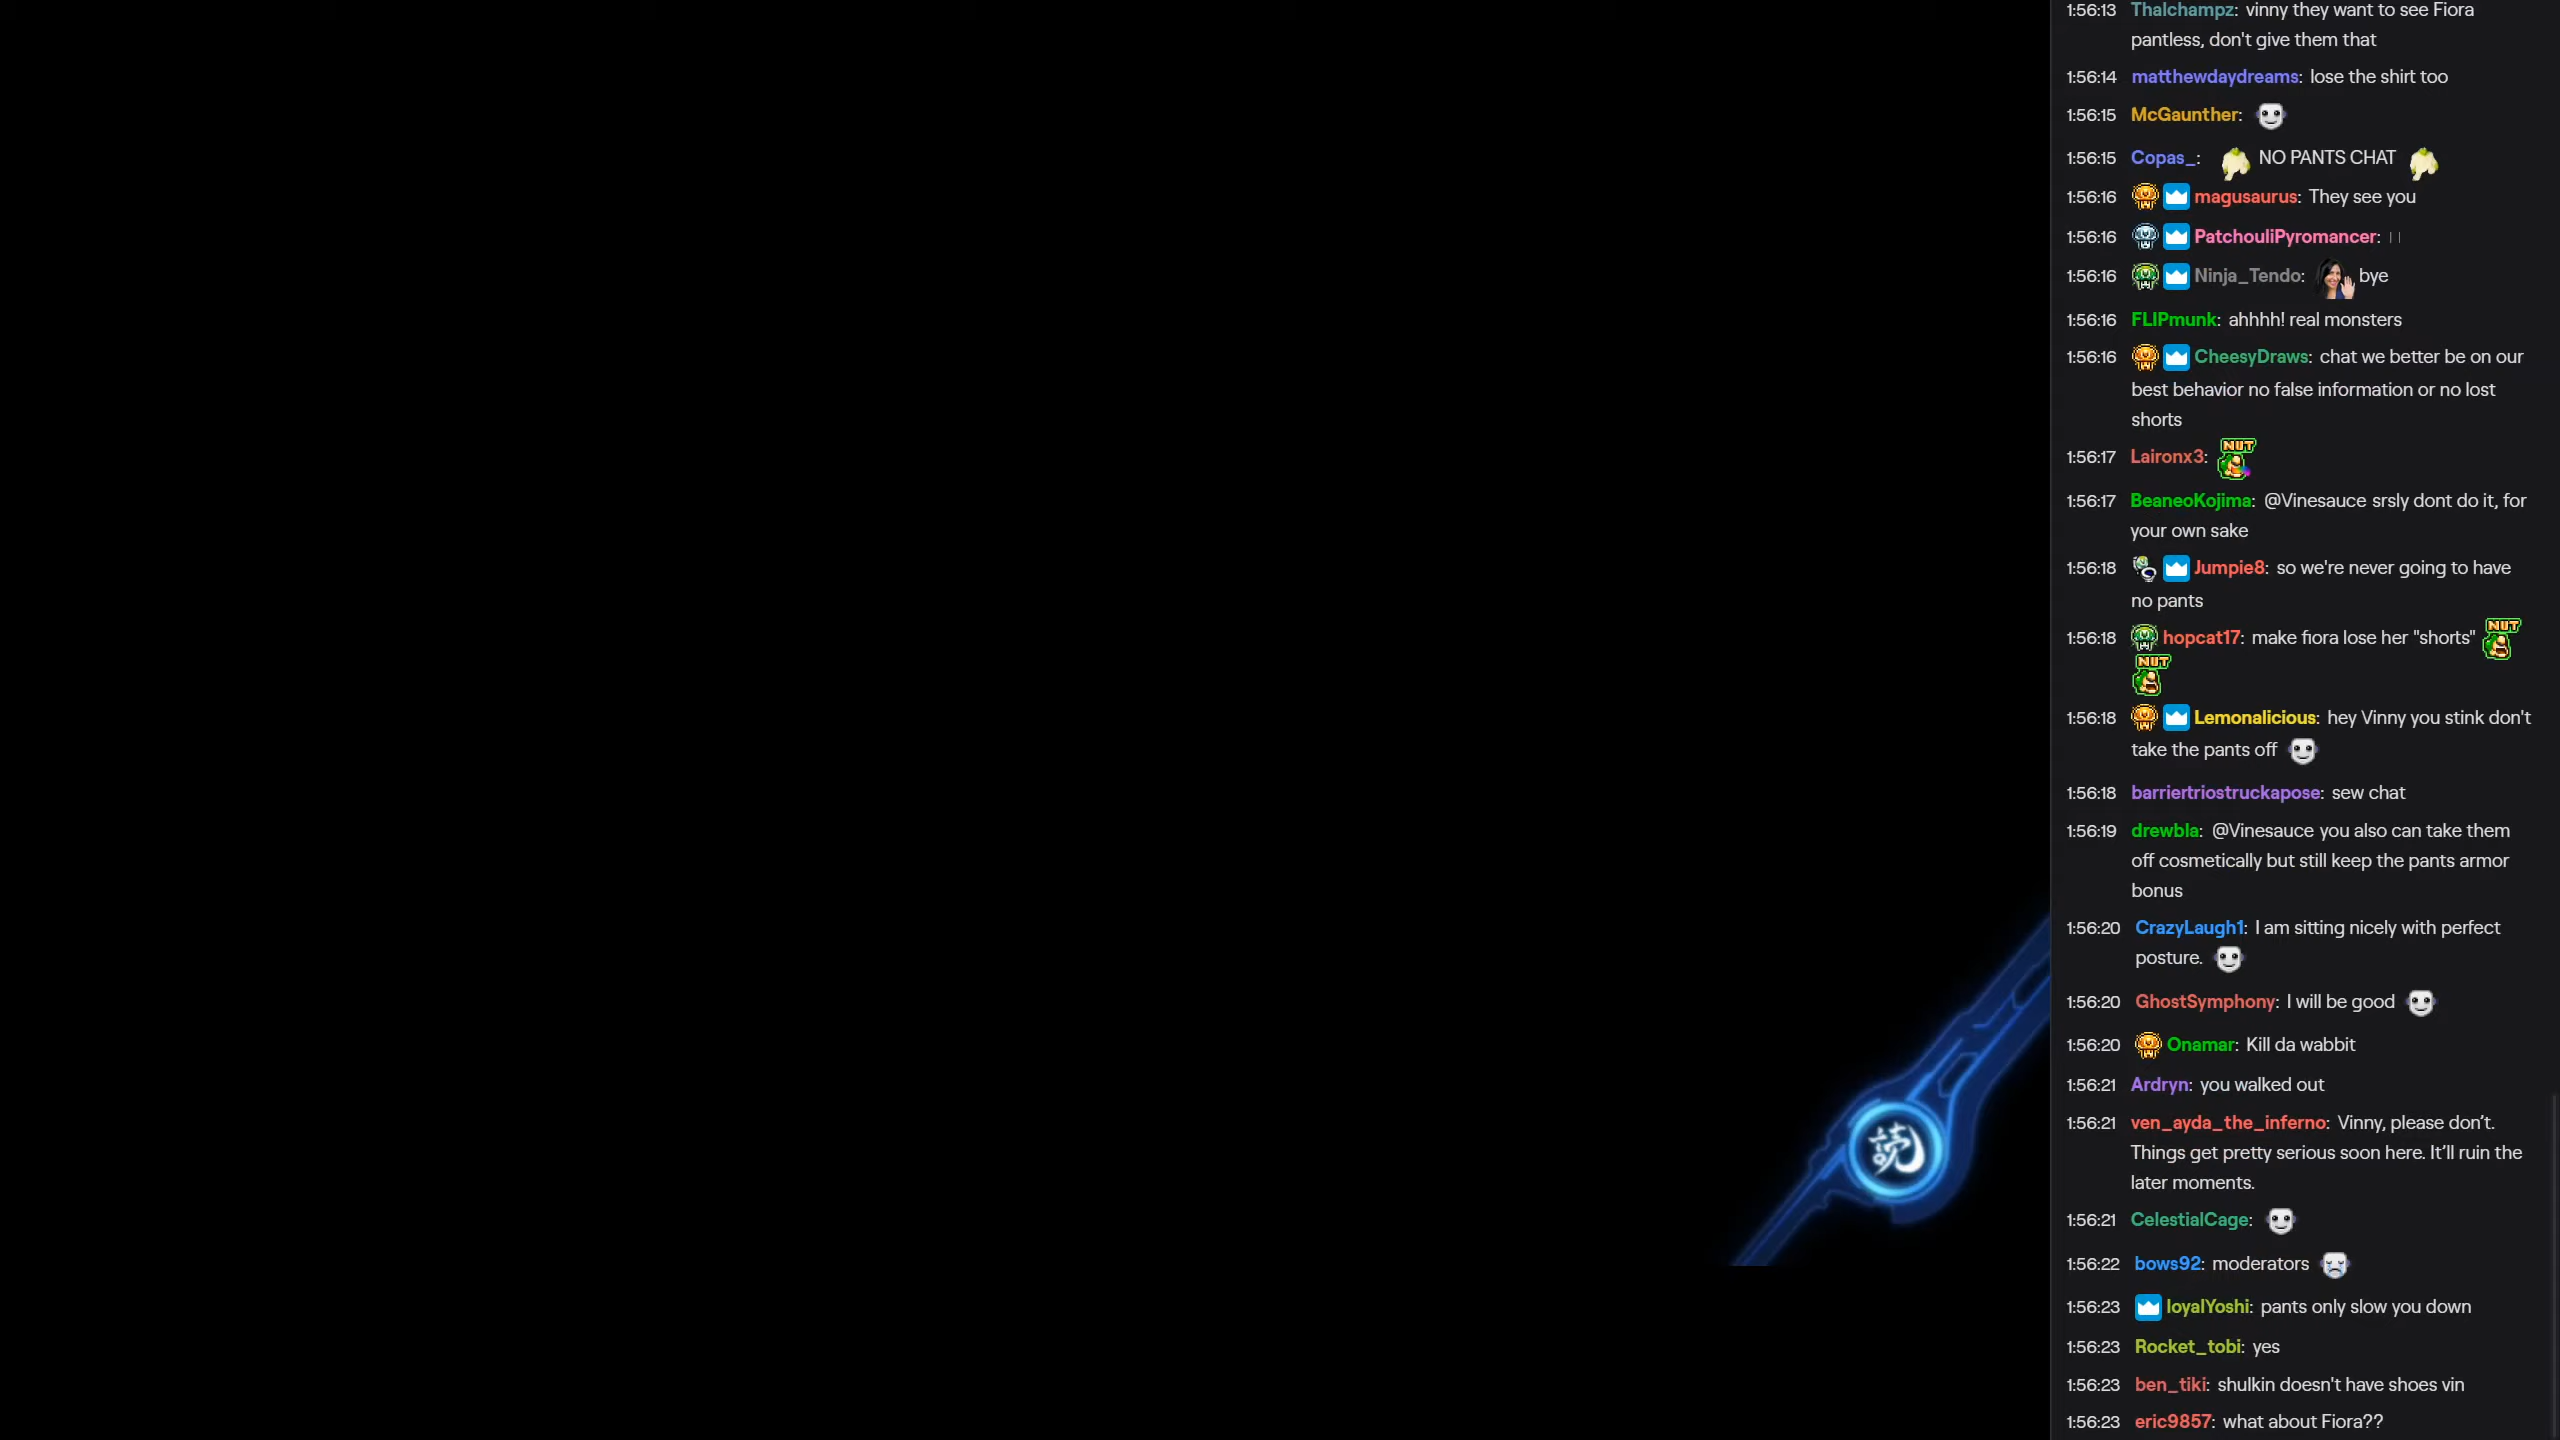 読
1:56:13 Thalchampz: vinny they want to see Fiora
pantless, don't give them that
1:56:14 matthewdaydreams: lose the shirt too
1:56:15 McGaunther:
1:56:15 Copas_: NO PANTS CHAT
1:56:16 magusaurus: They see you
1:56:16 PatchouliPyromancer: | |
1:56:16 Ninja_Tendo: bye
1:56:16 FLIPmunk: ahhhh! real monsters
1:56:16 CheesyDraws: chat we better be on our
best behavior no false information or no lost
shorts
1:56:17 Laironx3: NUT
1:56:17 BeaneoKojima: @Vinesauce srsly dont do it, for
your own sake
1:56:18 Jumpie8: so we're never going to have
no pants
1:56:18 hopcat17: make fiora lose her "shorts" NUT
NUT
1:56:18 Lemonalicious: hey Vinny you stink don't
take the pants off
1:56:18 barriertriostruckapose: sew chat
1:56:19 drewbla: @Vinesauce you also can take them
off cosmetically but still keep the pants armor
bonus
1:56:20 CrazyLaugh1: I am sitting nicely with perfect
posture.
1:56:20 GhostSymphony: I will be good
1:56:20 Onamar: Kill da wabbit
1:56:21 Ardryn: you walked out
1:56:21 ven_ayda_the_inferno: Vinny, please don’t.
Things get pretty serious soon here. It’ll ruin the
later moments.
1:56:21 CelestialCage:
1:56:22 bows92: moderators
1:56:23 loyalYoshi: pants only slow you down
1:56:23 Rocket_tobi: yes
1:56:23 ben_tiki: shulkin doesn't have shoes vin
1:56:23 eric9857: what about Fiora??